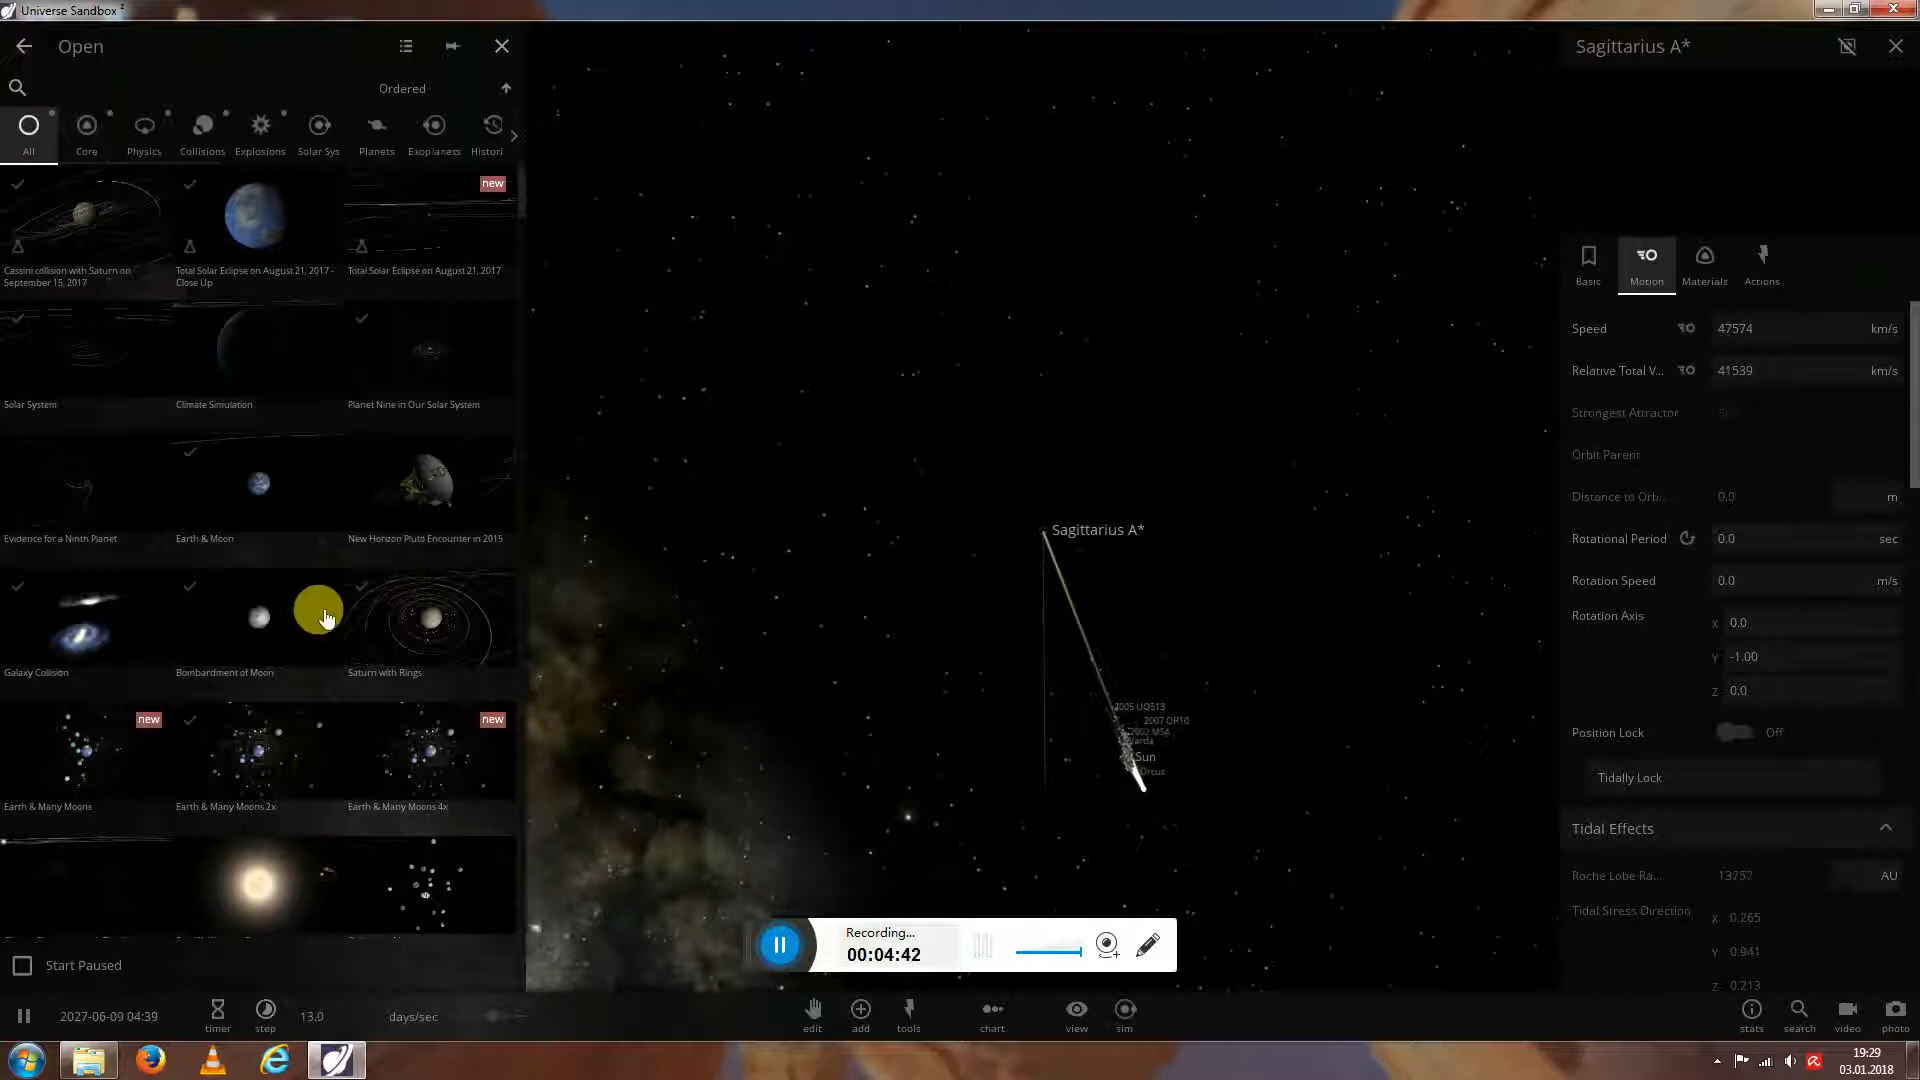 Universe Sandbox ²
Open
Ordered
All
Core
Physics
Collisions
Explosions
Solar Sys
Planets
Exoplanets
Histori
new
Cassini collision with Saturn on
September 15, 2017
Total Solar Eclipse on August 21, 2017 -
Close Up
Total Solar Eclipse on August 21, 2017
Solar System
Climate Simulation
Planet Nine in Our Solar System
Evidence for a Ninth Planet
Earth & Moon
New Horizon Pluto Encounter in 2015
Galaxy Collision
Bombardment of Moon
Saturn with Rings
new
new
Earth & Many Moons
Earth & Many Moons 2x
Earth & Many Moons 4x
Start Paused
2027-06-09 04:39
timer
step
13.0
days/sec
Sagittarius A*
2005 UQ513
2007 OR10
2002 MS4
Varda
Sun
Orcus
Recording...
00:04:42
edit
add
tools
chart
view
sim
Sagittarius A*
Basic
Motion
Materials
Actions
Speed 47574 km/s
Relative Total V... 41539 km/s
Strongest Attractor
Orbit Parent
Distance to Orb... 0.0 m
Rotational Period 0.0 sec
Rotation Speed 0.0 m/s
Rotation Axis
X 0.0
Y -1.00
Z 0.0
Position Lock Off
Tidally Lock
Tidal Effects
Roche Lobe Ra... 13757 AU
Tidal Stress Direction
X 0.265
Y 0.941
Z 0.213
stats
search
video
photo
19:29
03.01.2018